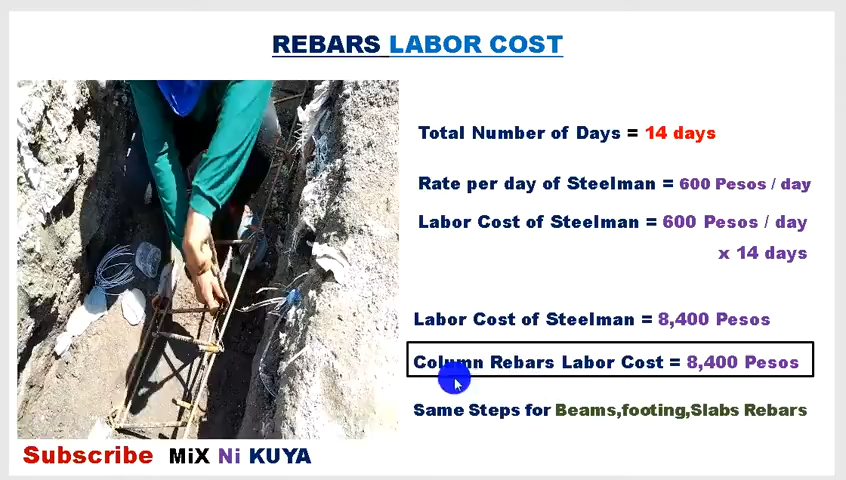 REBARS LABOR COST
Total Number of Days = 14 days
Rate per day of Steelman = 600 Pesos / day
Labor Cost of Steelman = 600 Pesos / day
x 14 days
Labor Cost of Steelman = 8,400 Pesos
Column Rebars Labor Cost = 8,400 Pesos
Same Steps for Beams,footing,Slabs Rebars
Subscribe MiX Ni KUYA